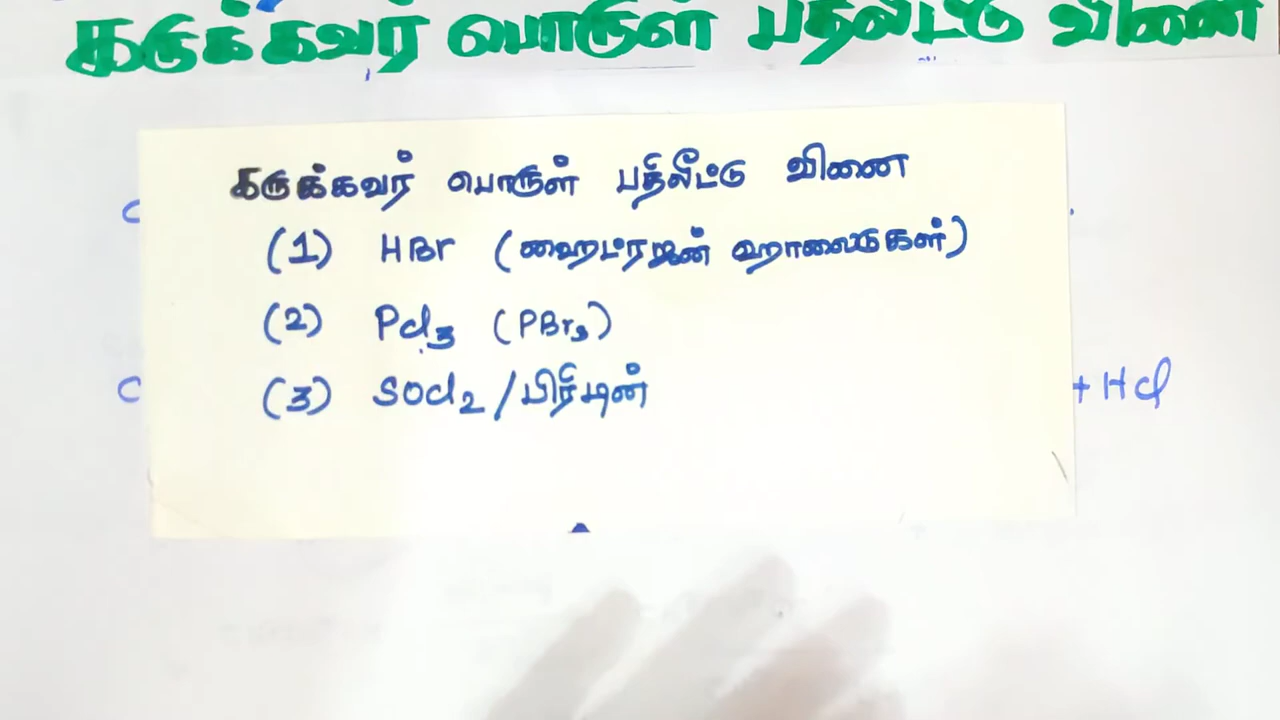 கருக்கவர் பொருள் பதிலீட்டு வினை
கருக்கவர் பொருள் பதிலீட்டு வினை
(1) HBr (ஹைட்ரஜன் ஹாலைடுகள்)
(2) PCl3 (PBr3)
(3) SOCl2 / பிரிடின்
C
C + HCl